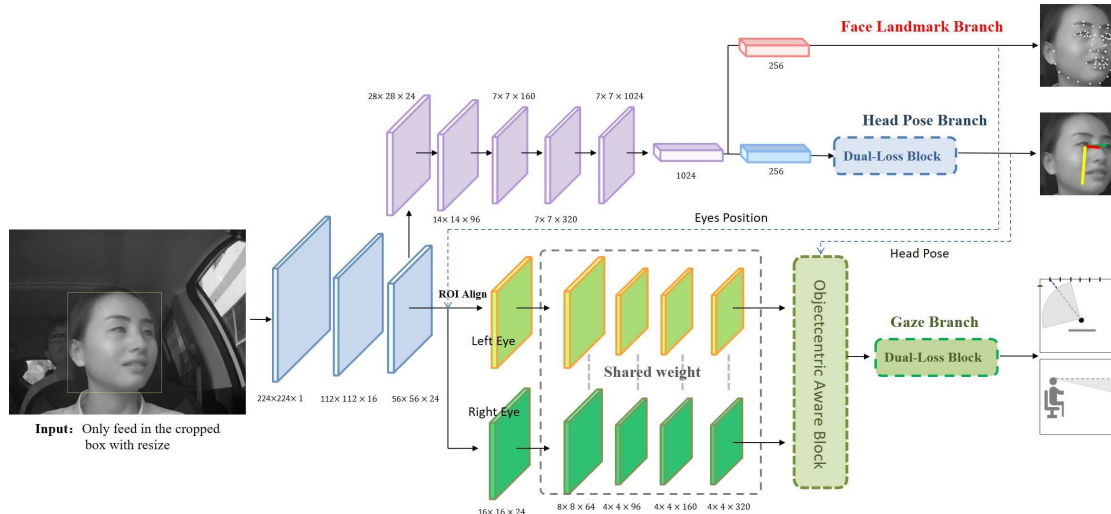 Face Landmark Branch
256
28× 28 × 24
7× 7 × 160
7× 7 × 1024
Head Pose Branch
Dual-Loss Block
1024
256
14× 14 × 96
7× 7 × 320
Eyes Position
Head Pose
ROI Align
Left Eye
Shared weight
Right Eye
Objectcentric Aware Block
Gaze Branch
Dual-Loss Block
224×224× 1
112× 112 × 16
56× 56 × 24
Input: Only feed in the cropped
box with resize
16× 16 × 24
8× 8 × 64
4× 4 × 96
4× 4 × 160
4× 4 × 320